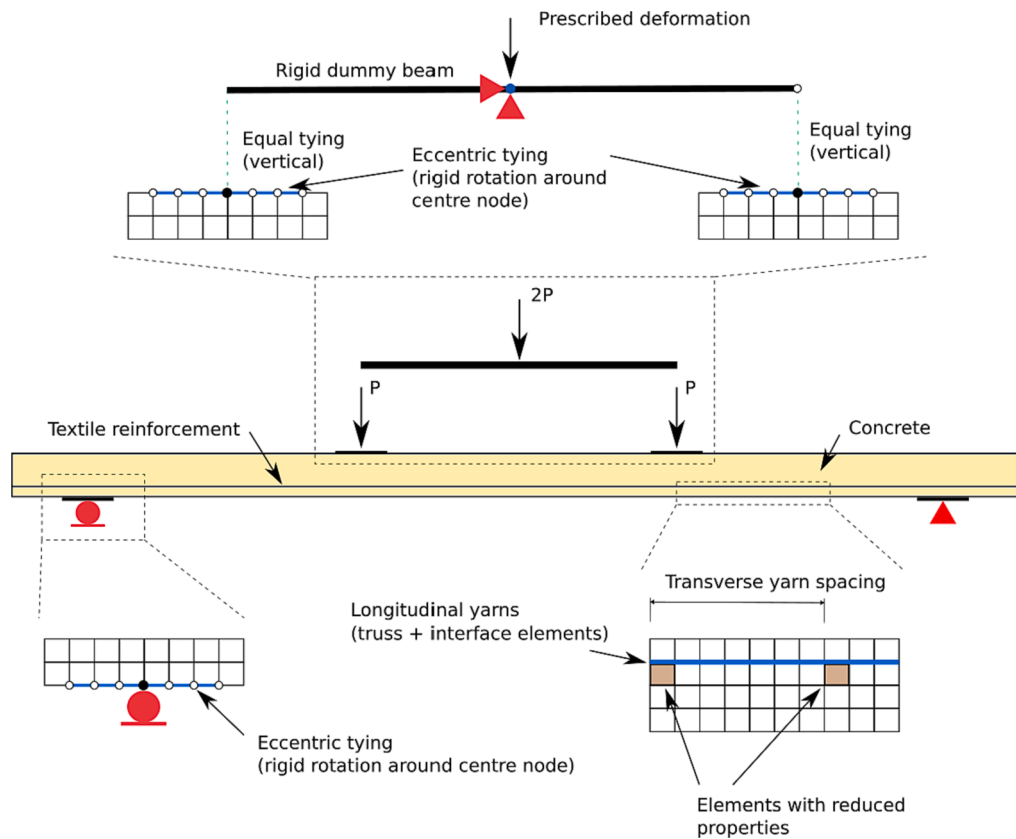 Prescribed deformation
Rigid dummy beam
Equal tying
(vertical)
Eccentric tying
(rigid rotation around
centre node)
Equal tying
(vertical)
2P
P
P
Textile reinforcement
Concrete
Transverse yarn spacing
Longitudinal yarns
(truss + interface elements)
Eccentric tying
(rigid rotation around centre node)
Elements with reduced
properties